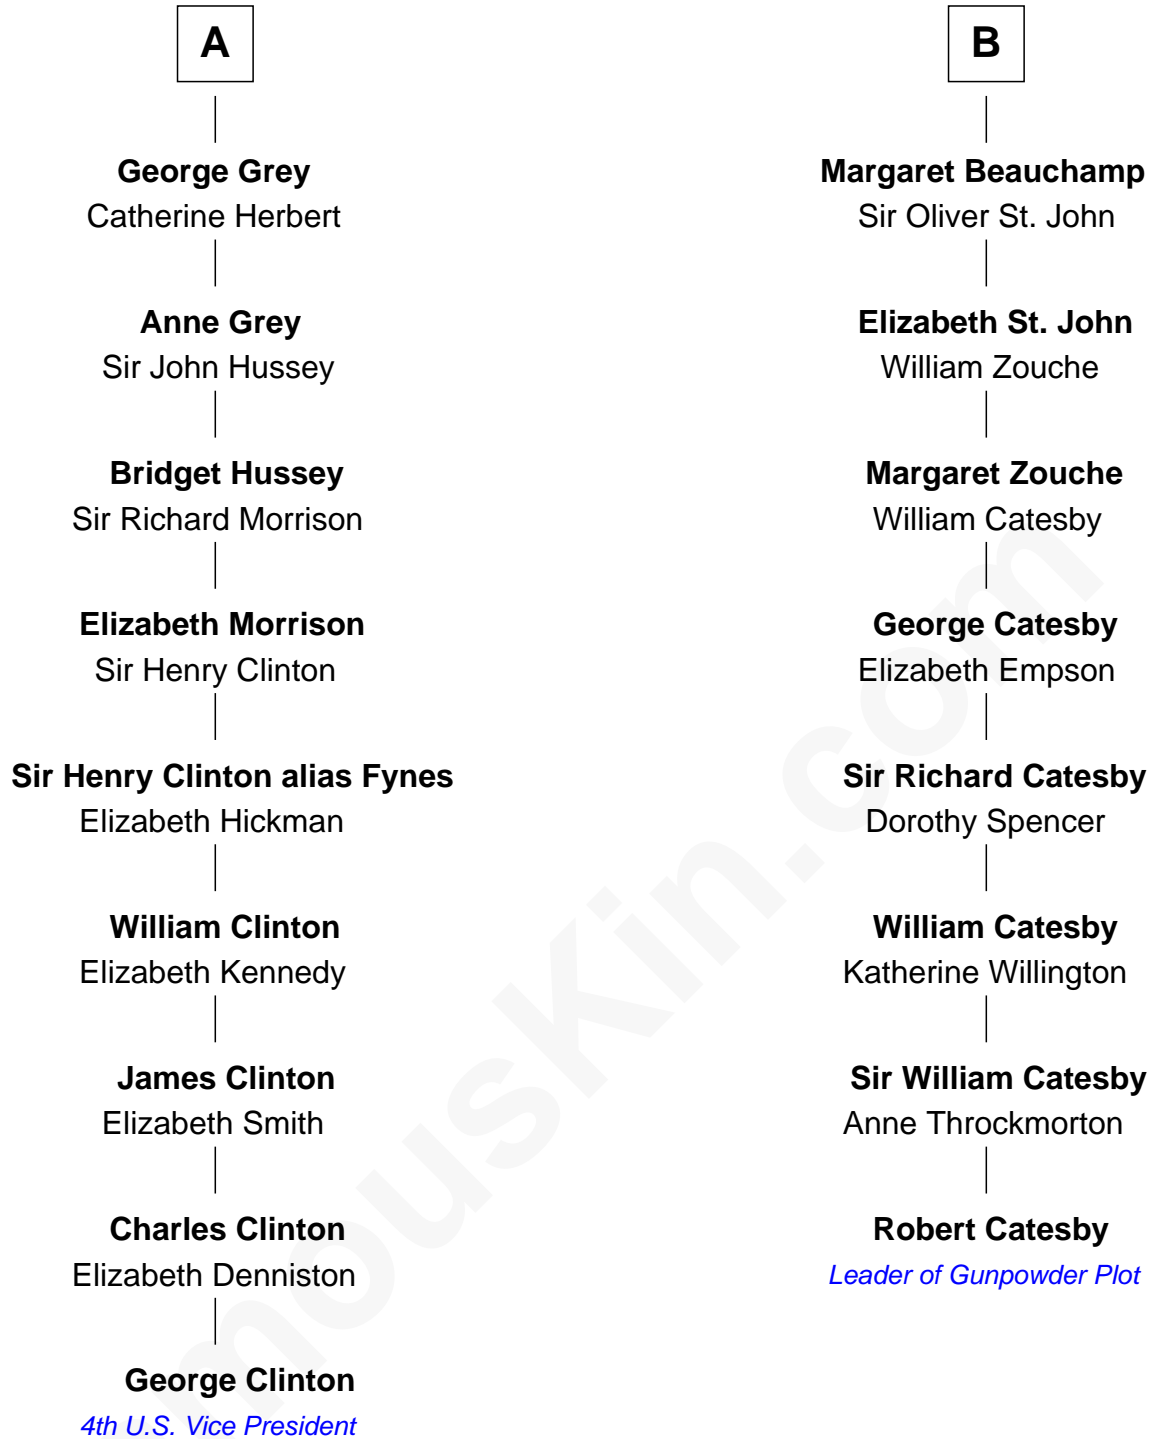 A
George Grey
Catherine Herbert
Anne Grey
Sir John Hussey
Bridget Hussey
Sir Richard Morrison
Elizabeth Morrison
Sir Henry Clinton
Sir Henry Clinton alias Fynes
Elizabeth Hickman
William Clinton
Elizabeth Kennedy
James Clinton
Elizabeth Smith
Charles Clinton
Elizabeth Denniston
George Clinton
4th U.S. Vice President
B
Margaret Beauchamp
Sir Oliver St. John
Elizabeth St. John
William Zouche
Margaret Zouche
William Catesby
George Catesby
Elizabeth Empson
Sir Richard Catesby
Dorothy Spencer
William Catesby
Katherine Willington
Sir William Catesby
Anne Throckmorton
Robert Catesby
Leader of Gunpowder Plot
mousKin.com